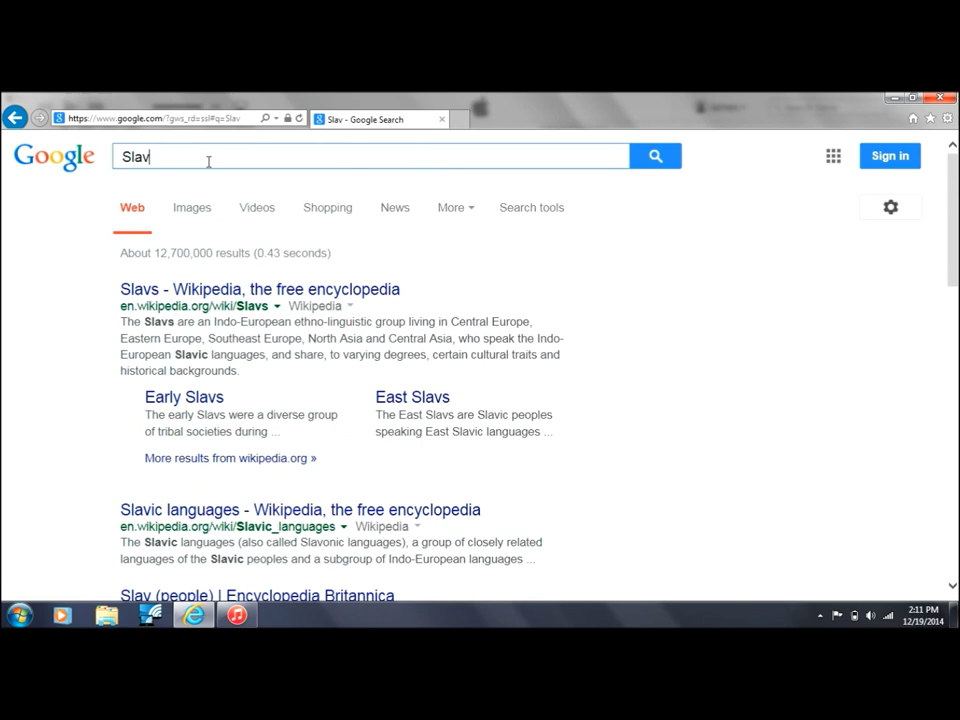 https://www.google.com/?gws_rd=ssl#q=Slav
Slav - Google Search
Google
Slav
Sign in
Web Images Videos Shopping News More Search tools
About 12,700,000 results (0.43 seconds)
Slavs - Wikipedia, the free encyclopedia
en.wikipedia.org/wiki/Slavs Wikipedia
The Slavs are an Indo-European ethno-linguistic group living in Central Europe,
Eastern Europe, Southeast Europe, North Asia and Central Asia, who speak the Indo-
European Slavic languages, and share, to varying degrees, certain cultural traits and
historical backgrounds.
Early Slavs
The early Slavs were a diverse group
of tribal societies during ...
East Slavs
The East Slavs are Slavic peoples
speaking East Slavic languages ...
More results from wikipedia.org »
Slavic languages - Wikipedia, the free encyclopedia
en.wikipedia.org/wiki/Slavic_languages Wikipedia
The Slavic languages (also called Slavonic languages), a group of closely related
languages of the Slavic peoples and a subgroup of Indo-European languages ...
Slav (people) | Encyclopedia Britannica
2:11 PM
12/19/2014